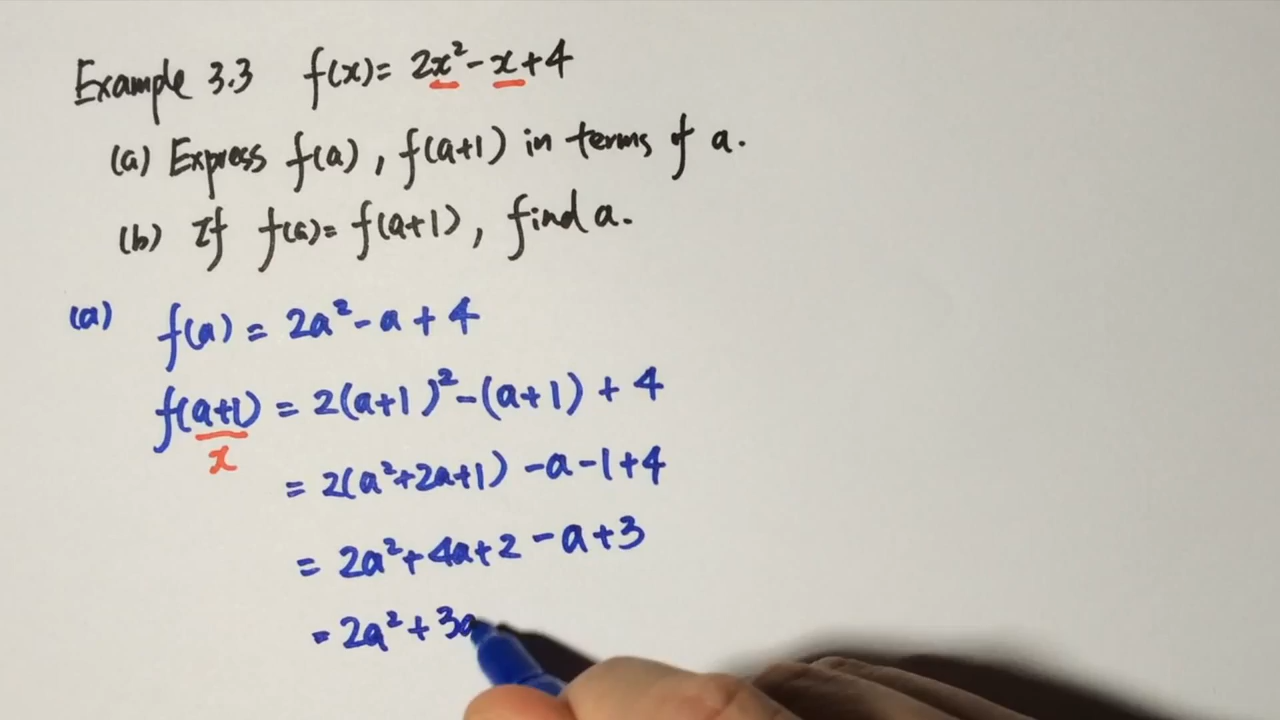 Example 3.3 f(x)= 2x²-x+4
(a) Express f(a), f(a+1) in terms of a.
(b) If f(a)= f(a+1), find a.
(a) f(a) = 2a²-a+4
f(a+1) = 2(a+1)²-(a+1)+4
x
= 2(a²+2a+1) -a-1+4
= 2a²+4a+2 -a+3
= 2a²+3a